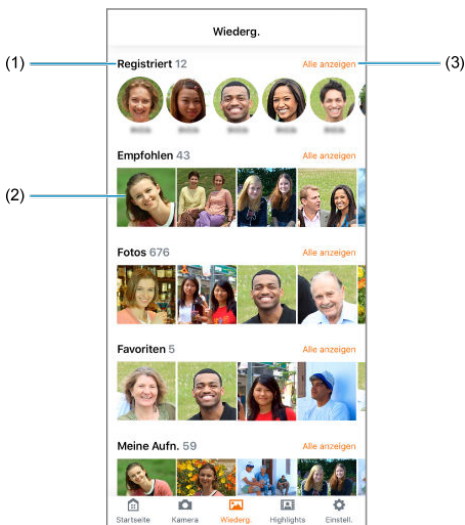 Wiederg.
(1)
Registriert 12
Alle anzeigen
(3)
Empfohlen 43
Alle anzeigen
(2)
Fotos 676
Alle anzeigen
Favoriten 5
Alle anzeigen
Meine Aufn. 59
Alle anzeigen
Startseite Kamera Wiederg. Highlights Einstell.